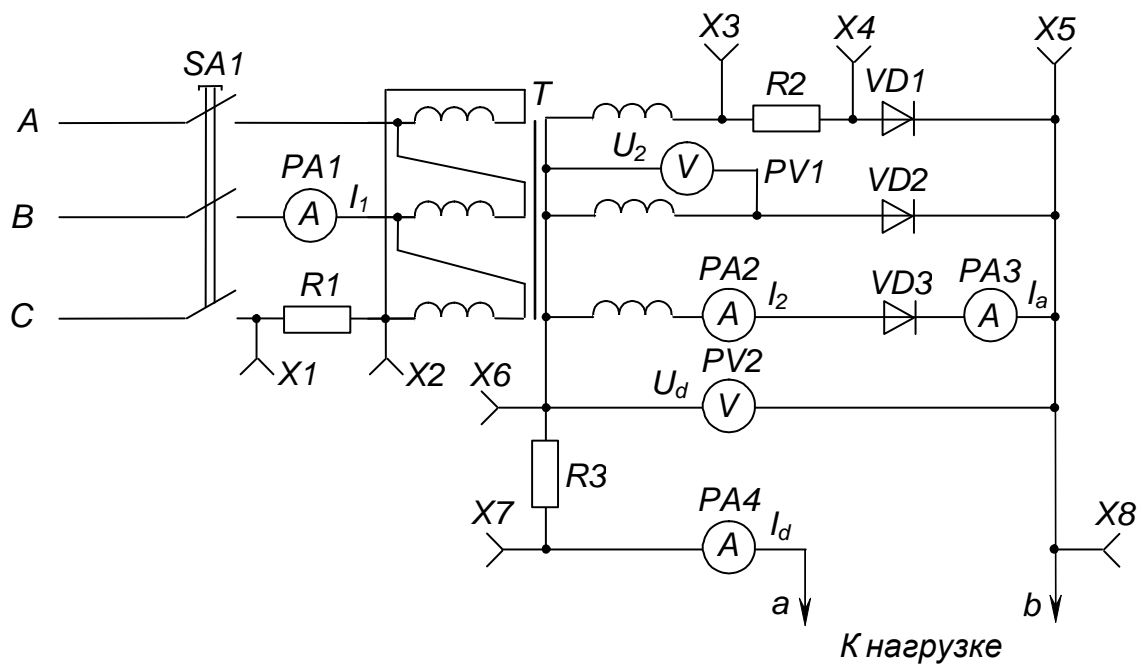 X3
X4
X5
SA1
T
R2
VD1
A
U2
V
PV1
PA1
VD2
B
A
I1
PA2
PA3
R1
A
I2
VD3
A
Ia
C
PV2
X1
X2
X6
Ud
V
R3
PA4
X7
A
Id
X8
a
b
К нагрузке